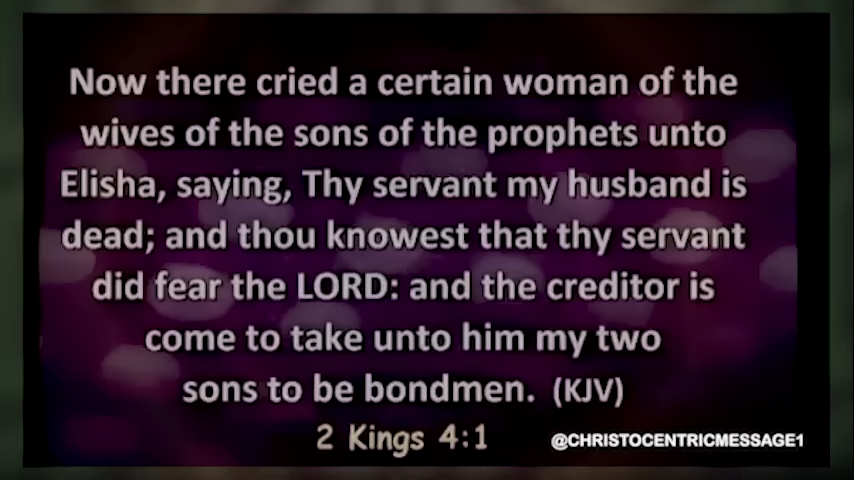 Now there cried a certain woman of the
wives of the sons of the prophets unto
Elisha, saying, Thy servant my husband is
dead; and thou knowest that thy servant
did fear the LORD: and the creditor is
come to take unto him my two
sons to be bondmen. (KJV)
2 Kings 4:1
@CHRISTOCENTRICMESSAGE1